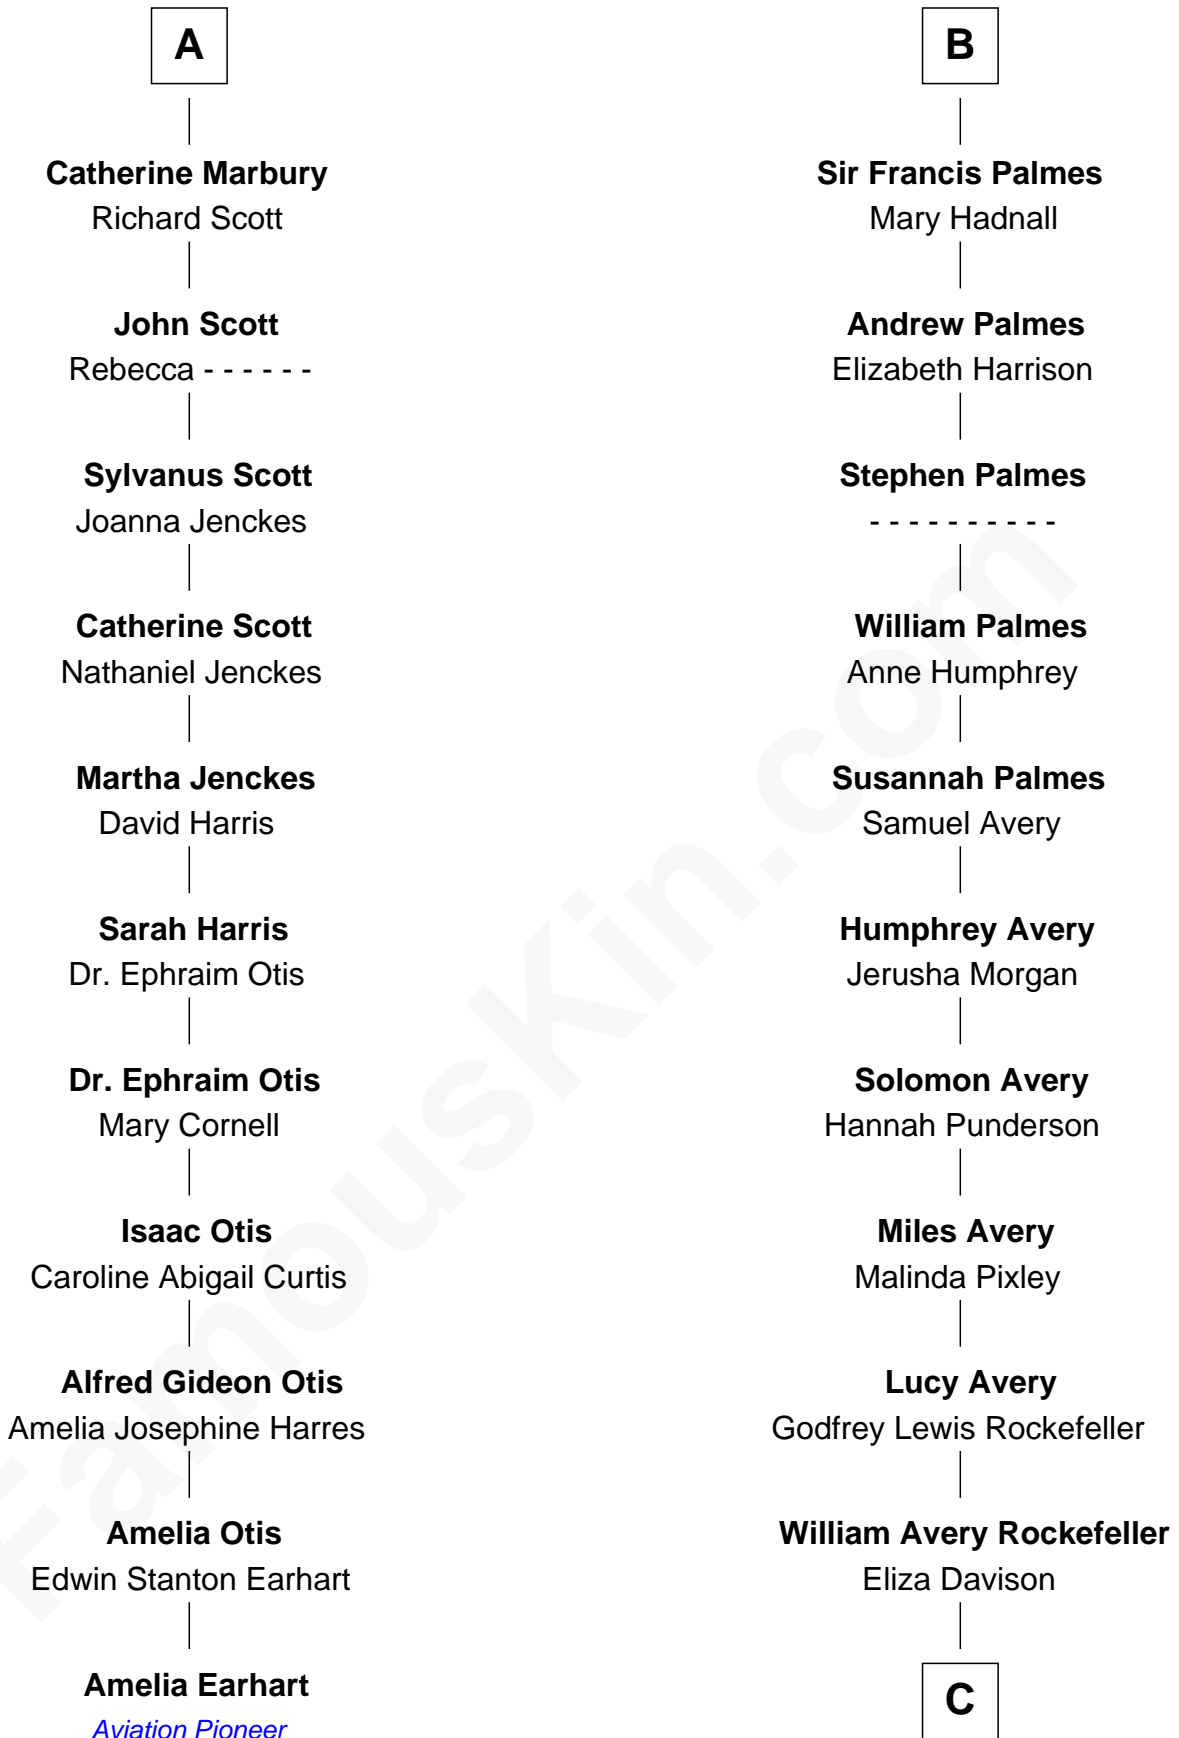 A
Catherine Marbury
Richard Scott
John Scott
Rebecca - - - - - -
Sylvanus Scott
Joanna Jenckes
Catherine Scott
Nathaniel Jenckes
Martha Jenckes
David Harris
Sarah Harris
Dr. Ephraim Otis
Dr. Ephraim Otis
Mary Cornell
Isaac Otis
Caroline Abigail Curtis
Alfred Gideon Otis
Amelia Josephine Harres
Amelia Otis
Edwin Stanton Earhart
Amelia Earhart
Aviation Pioneer
B
Sir Francis Palmes
Mary Hadnall
Andrew Palmes
Elizabeth Harrison
Stephen Palmes
- - - - - - - - - -
William Palmes
Anne Humphrey
Susannah Palmes
Samuel Avery
Humphrey Avery
Jerusha Morgan
Solomon Avery
Hannah Punderson
Miles Avery
Malinda Pixley
Lucy Avery
Godfrey Lewis Rockefeller
William Avery Rockefeller
Eliza Davison
C
FamousKin.com